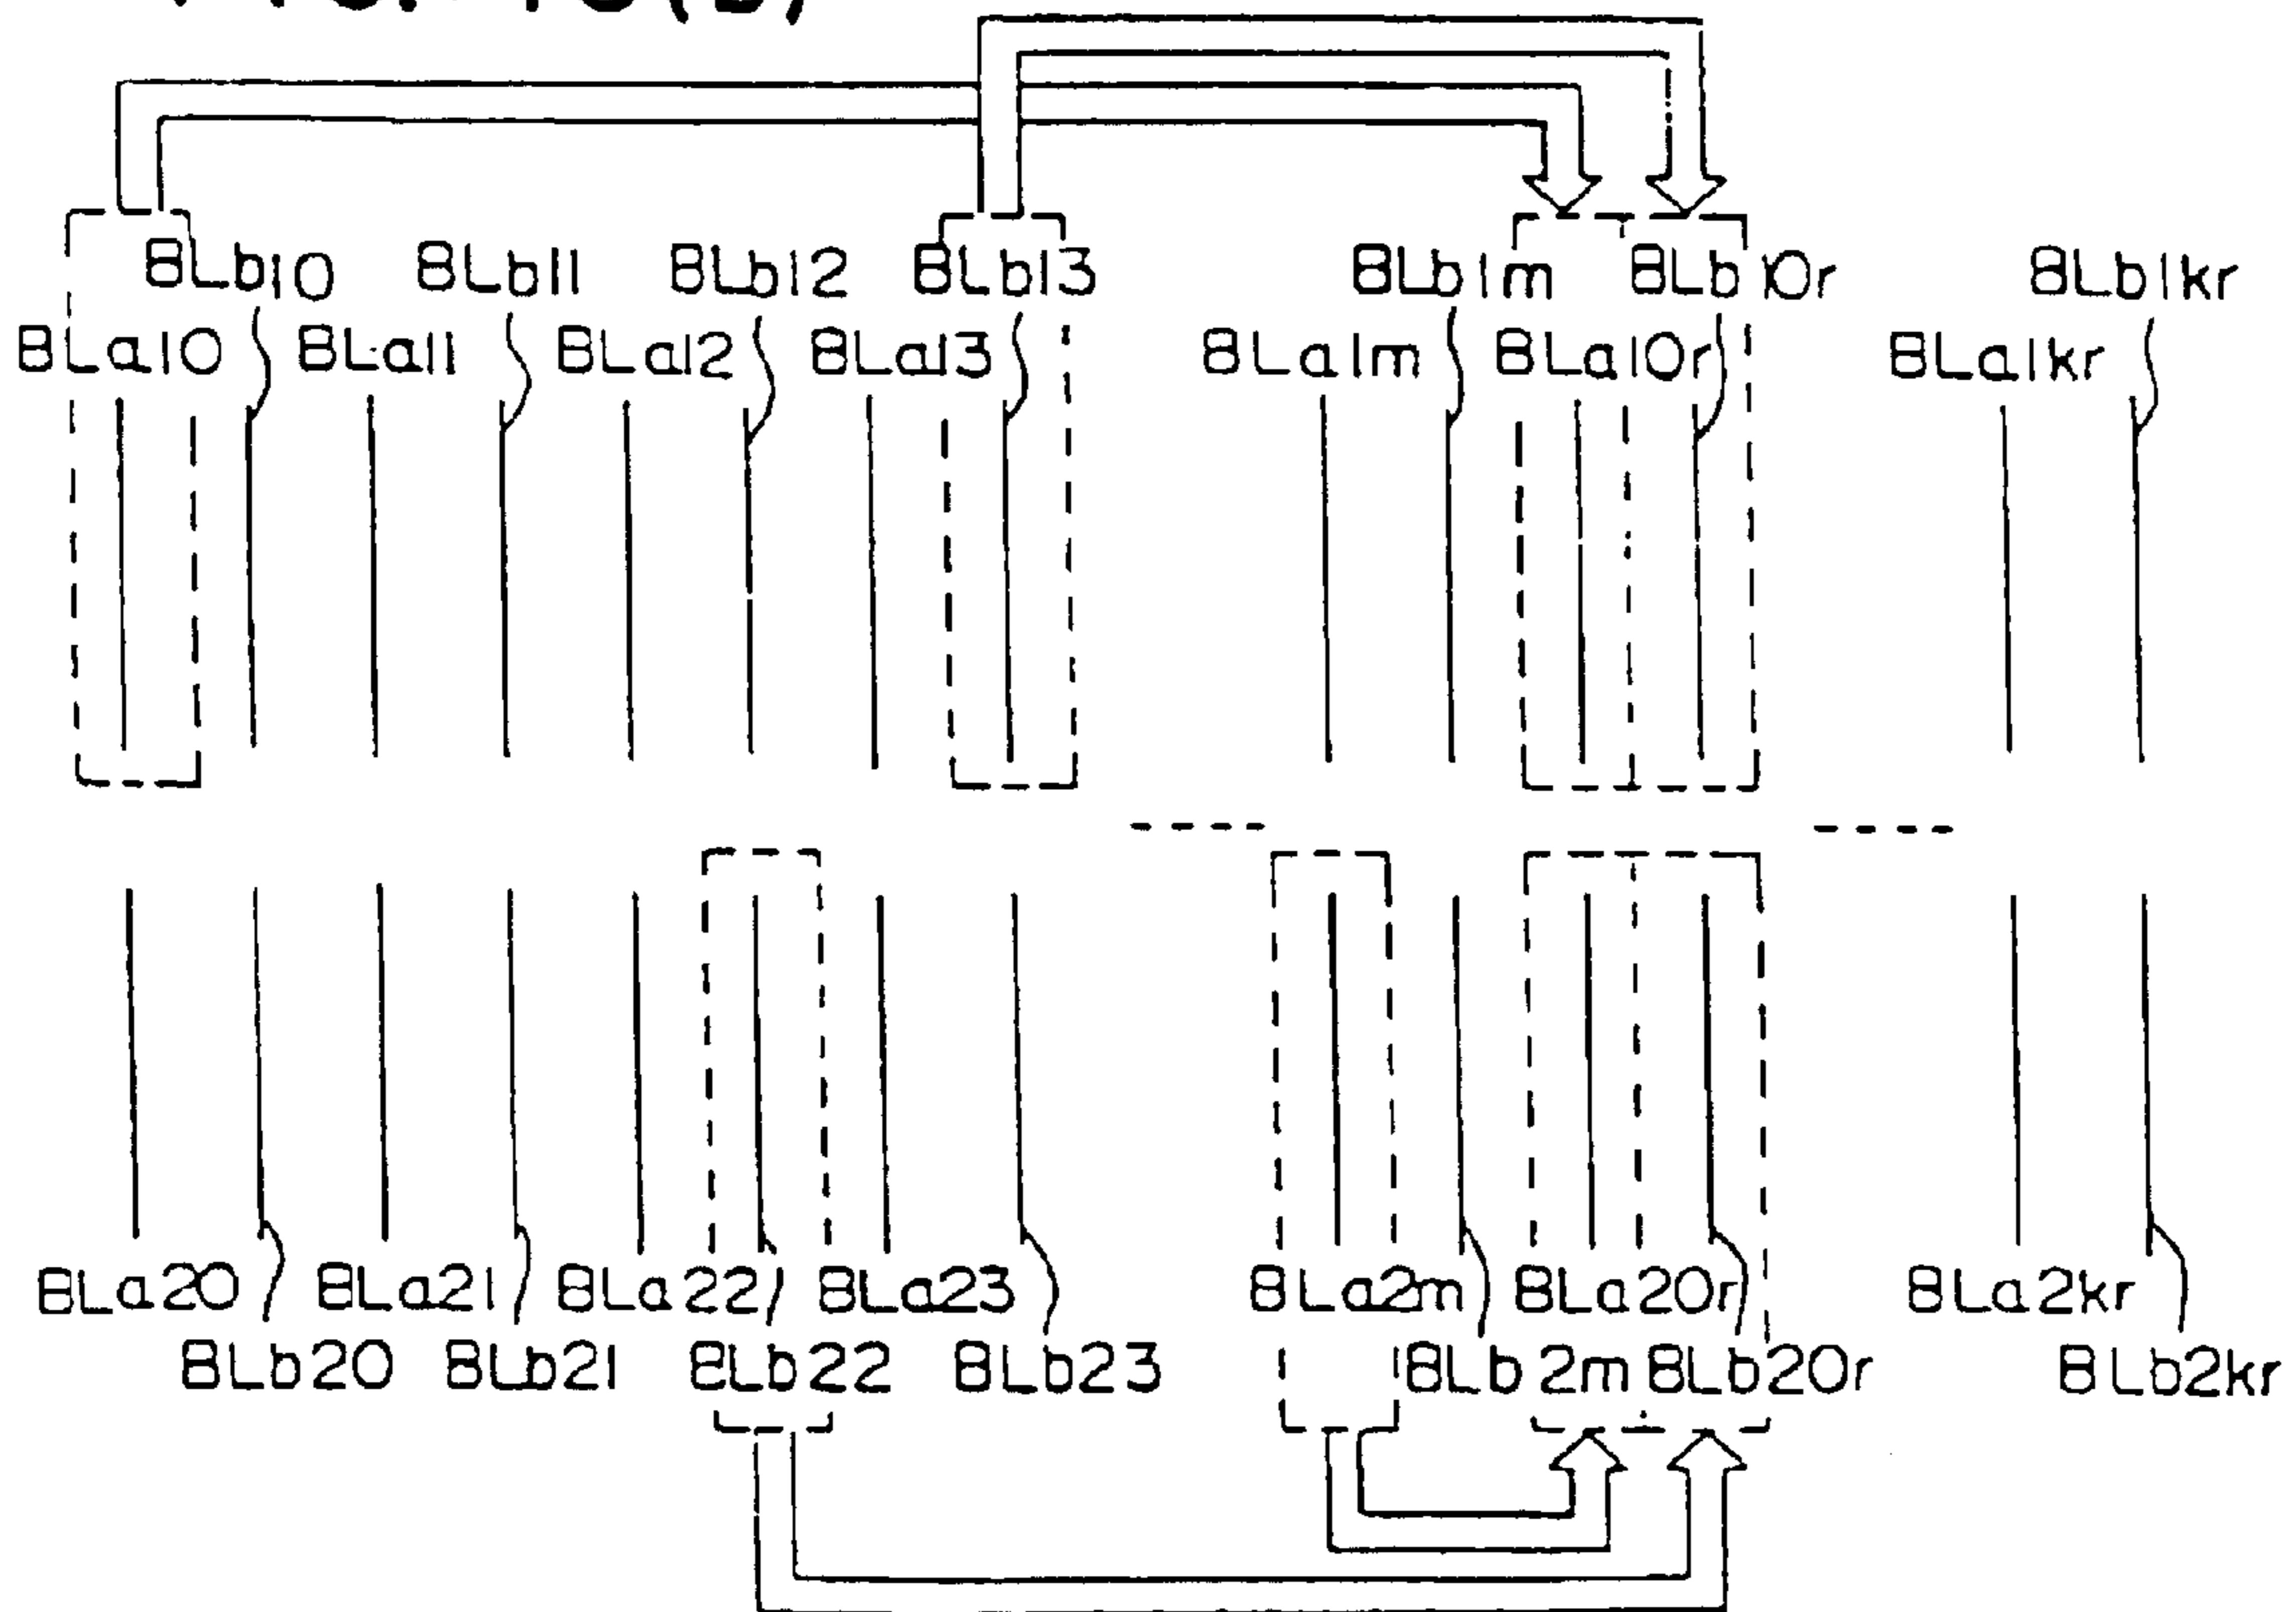 BLb10 BLb11 BLb12 BLb13 BLb1m BLb10r BLb1kr
BLa10 BLa11 BLa12 BLa13 BLa1m BLa10r BLa1kr
BLa20 BLa21 BLa22 BLa23 BLa2m BLa20r BLa2kr
BLb20 BLb21 BLb22 BLb23 BLb2m BLb20r BLb2kr